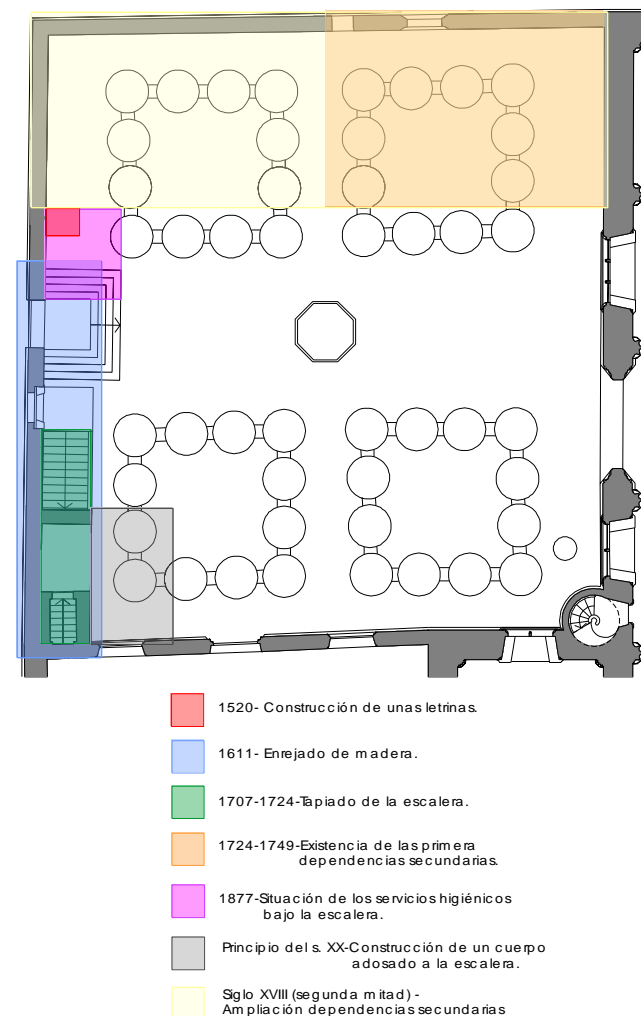 1520- Construcción de unas letrinas.
1611- Enrejado de madera.
1707-1724-Tapiado de la escalera.
1724-1749-Existencia de las primera
dependencias secundarias.
1877-Situación de los servicios higiénicos
bajo la escalera.
Principio del s. XX-Construcción de un cuerpo
adosado a la escalera.
Siglo XVIII (segunda mitad) -
Ampliación dependencias secundarias